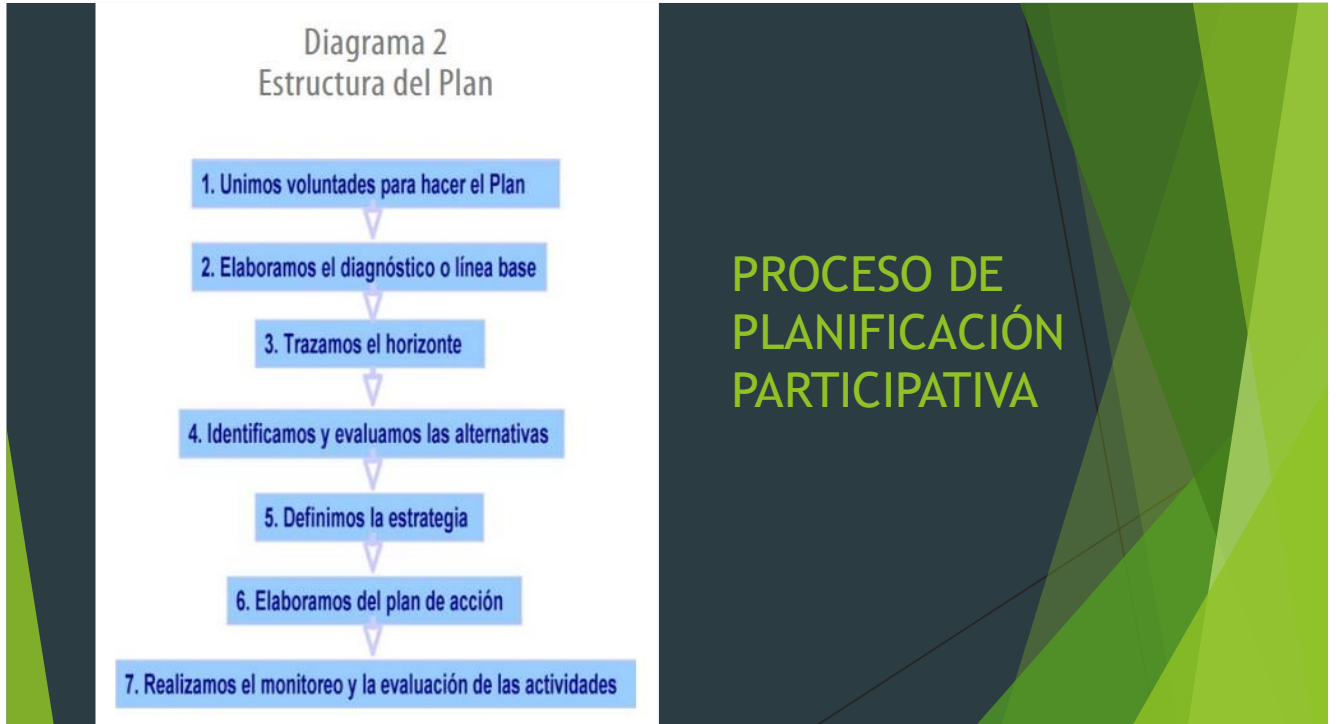 Diagrama 2
Estructura del Plan
1. Unimos voluntades para hacer el Plan
2. Elaboramos el diagnóstico o línea base
3. Trazamos el horizonte
4. Identificamos y evaluamos las alternativas
5. Definimos la estrategia
6. Elaboramos del plan de acción
7. Realizamos el monitoreo y la evaluación de las actividades
PROCESO DE
PLANIFICACIÓN
PARTICIPATIVA